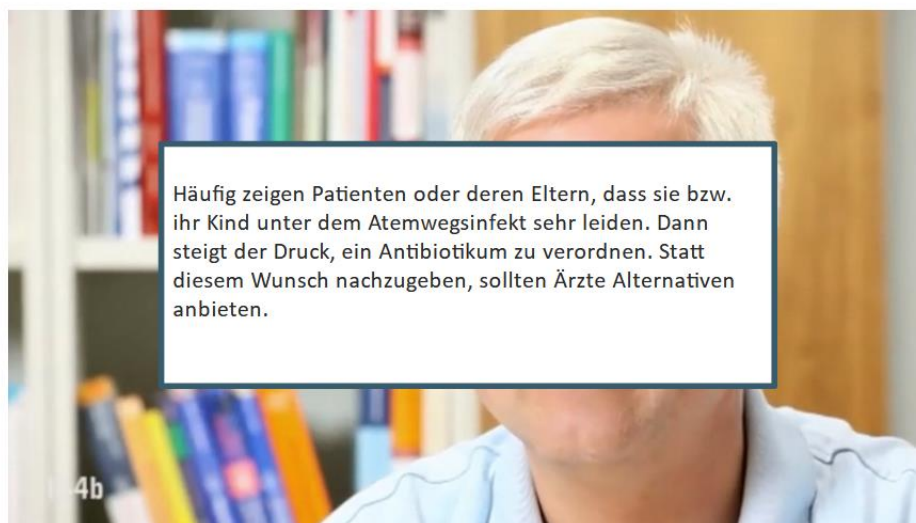 Häufig zeigen Patienten oder deren Eltern, dass sie bzw.
ihr Kind unter dem Atemwegsinfekt sehr leiden. Dann
steigt der Druck, ein Antibiotikum zu verordnen. Statt
diesem Wunsch nachzugeben, sollten Ärzte Alternativen
anbieten.
4b